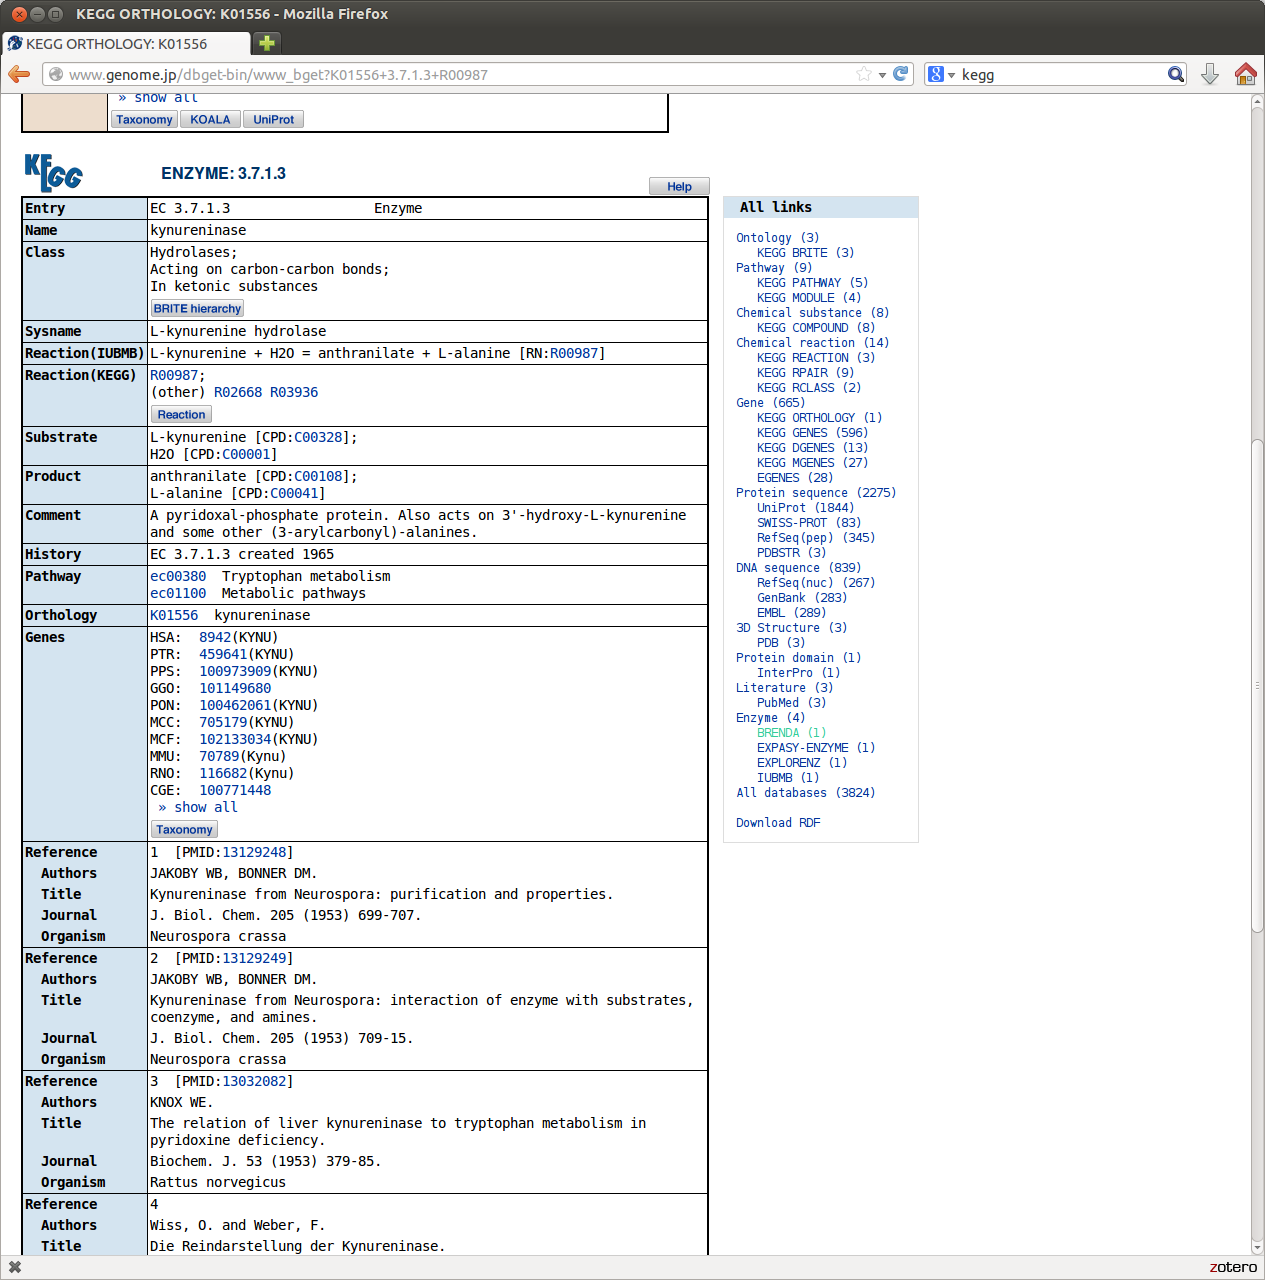 KEGG ORTHOLOGY: K01556 - Mozilla Firefox
KEGG ORTHOLOGY: K01556
www.genome.jp/dbget-bin/www_bget?K01556+3.7.1.3+R00987
kegg
» show all
Taxonomy KOALA UniProt
KEGG
ENZYME: 3.7.1.3
Help
Entry EC 3.7.1.3 Enzyme
Name kynureninase
Class Hydrolases;
Acting on carbon-carbon bonds;
In ketonic substances
BRITE hierarchy
Sysname L-kynurenine hydrolase
Reaction(IUBMB) L-kynurenine + H2O = anthranilate + L-alanine [RN:R00987]
Reaction(KEGG) R00987;
(other) R02668 R03936
Reaction
Substrate L-kynurenine [CPD:C00328];
H2O [CPD:C00001]
Product anthranilate [CPD:C00108];
L-alanine [CPD:C00041]
Comment A pyridoxal-phosphate protein. Also acts on 3'-hydroxy-L-kynurenine
and some other (3-arylcarbonyl)-alanines.
History EC 3.7.1.3 created 1965
Pathway ec00380 Tryptophan metabolism
ec01100 Metabolic pathways
Orthology K01556 kynureninase
Genes HSA: 8942(KYNU)
PTR: 459641(KYNU)
PPS: 100973909(KYNU)
GGO: 101149680
PON: 100462061(KYNU)
MCC: 705179(KYNU)
MCF: 102133034(KYNU)
MMU: 70789(Kynu)
RNO: 116682(Kynu)
CGE: 100771448
» show all
Taxonomy
Reference 1 [PMID:13129248]
Authors JAKOBY WB, BONNER DM.
Title Kynureninase from Neurospora: purification and properties.
Journal J. Biol. Chem. 205 (1953) 699-707.
Organism Neurospora crassa
Reference 2 [PMID:13129249]
Authors JAKOBY WB, BONNER DM.
Title Kynureninase from Neurospora: interaction of enzyme with substrates,
coenzyme, and amines.
Journal J. Biol. Chem. 205 (1953) 709-15.
Organism Neurospora crassa
Reference 3 [PMID:13032082]
Authors KNOX WE.
Title The relation of liver kynureninase to tryptophan metabolism in
pyridoxine deficiency.
Journal Biochem. J. 53 (1953) 379-85.
Organism Rattus norvegicus
Reference 4
Authors Wiss, O. and Weber, F.
Title Die Reindarstellung der Kynureninase.
All links
Ontology (3)
KEGG BRITE (3)
Pathway (9)
KEGG PATHWAY (5)
KEGG MODULE (4)
Chemical substance (8)
KEGG COMPOUND (8)
Chemical reaction (14)
KEGG REACTION (3)
KEGG RPAIR (9)
KEGG RCLASS (2)
Gene (665)
KEGG ORTHOLOGY (1)
KEGG GENES (596)
KEGG DGENES (13)
KEGG MGENES (27)
EGENES (28)
Protein sequence (2275)
UniProt (1844)
SWISS-PROT (83)
RefSeq(pep) (345)
PDBSTR (3)
DNA sequence (839)
RefSeq(nuc) (267)
GenBank (283)
EMBL (289)
3D Structure (3)
PDB (3)
Protein domain (1)
InterPro (1)
Literature (3)
PubMed (3)
Enzyme (4)
BRENDA (1)
EXPASY-ENZYME (1)
EXPLORENZ (1)
IUBMB (1)
All databases (3824)
Download RDF
zotero